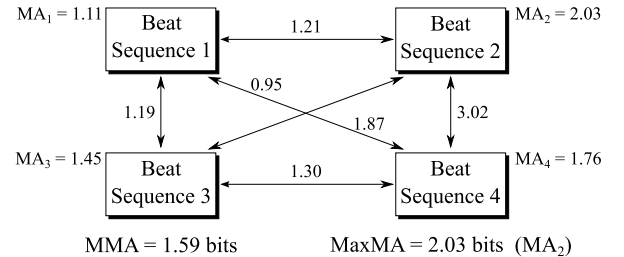 MA₁ = 1.11
Beat
Sequence 1
1.21
Beat
Sequence 2
MA₂ = 2.03
0.95
1.19
3.02
1.87
MA₃ = 1.45
Beat
Sequence 3
1.30
Beat
Sequence 4
MA₄ = 1.76
MMA = 1.59 bits
MaxMA = 2.03 bits (MA₂)